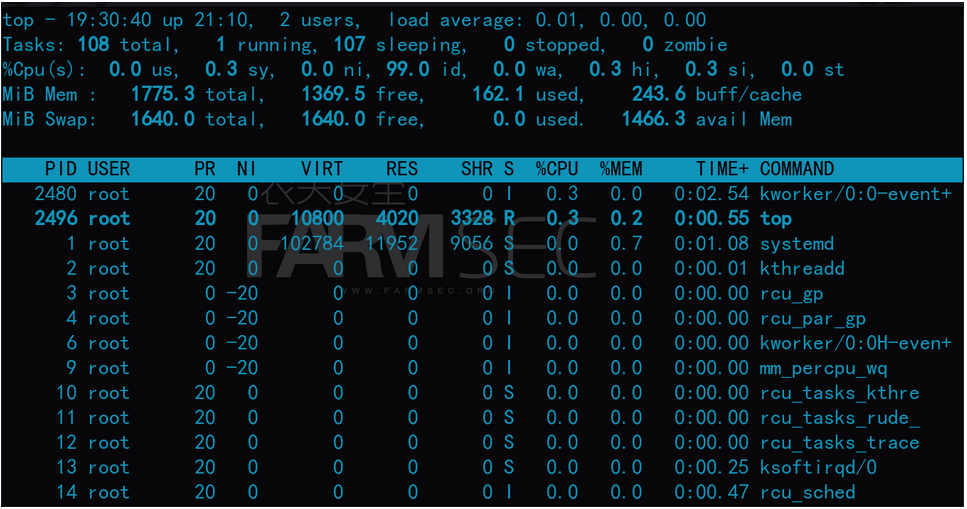 top - 19:30:40 up 21:10,  2 users,  load average: 0.01, 0.00, 0.00
Tasks: 108 total,   1 running, 107 sleeping,   0 stopped,   0 zombie
%Cpu(s):  0.0 us,  0.3 sy,  0.0 ni, 99.0 id,  0.0 wa,  0.3 hi,  0.3 si,  0.0 st
MiB Mem :   1775.3 total,   1369.5 free,    162.1 used,    243.6 buff/cache
MiB Swap:   1640.0 total,   1640.0 free,      0.0 used.   1466.3 avail Mem
PID USER      PR  NI    VIRT    RES    SHR S  %CPU  %MEM     TIME+ COMMAND
2480 root      20   0       0      0      0 I   0.3   0.0   0:02.54 kworker/0:0-event+
2496 root      20   0   10800   4020   3328 R   0.3   0.2   0:00.55 top
1 root      20   0  102784  11952   9056 S   0.0   0.7   0:01.08 systemd
2 root      20   0       0      0      0 S   0.0   0.0   0:00.01 kthreadd
3 root       0 -20       0      0      0 I   0.0   0.0   0:00.00 rcu_gp
4 root       0 -20       0      0      0 I   0.0   0.0   0:00.00 rcu_par_gp
6 root       0 -20       0      0      0 I   0.0   0.0   0:00.00 kworker/0:0H-even+
9 root       0 -20       0      0      0 I   0.0   0.0   0:00.00 mm_percpu_wq
10 root      20   0       0      0      0 S   0.0   0.0   0:00.00 rcu_tasks_kthre
11 root      20   0       0      0      0 S   0.0   0.0   0:00.00 rcu_tasks_rude_
12 root      20   0       0      0      0 S   0.0   0.0   0:00.00 rcu_tasks_trace
13 root      20   0       0      0      0 S   0.0   0.0   0:00.25 ksoftirqd/0
14 root      20   0       0      0      0 I   0.0   0.0   0:00.47 rcu_sched
农夫安全
FARMSEC
WWW.FARMSEC.ORG